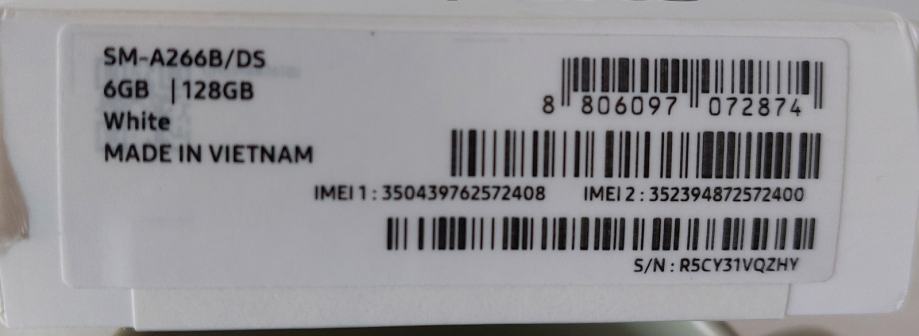 SM-A266B/DS
6GB | 128GB
White
MADE IN VIETNAM
8 806097 072874
IMEI 1 : 350439762572408 IMEI 2 : 352394872572400
S/N : R5CY31VQZHY